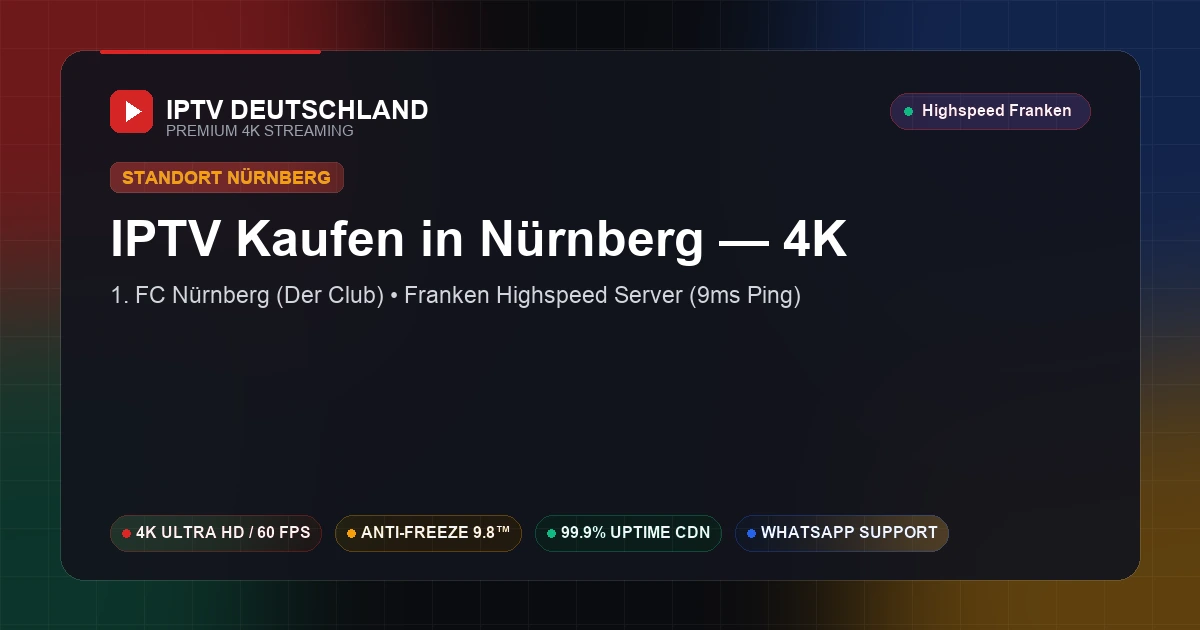 IPTV DEUTSCHLAND
PREMIUM 4K STREAMING
Highspeed Franken
STANDORT NÜRNBERG
IPTV Kaufen in Nürnberg — 4K
1. FC Nürnberg (Der Club) • Franken Highspeed Server (9ms Ping)
4K ULTRA HD / 60 FPS
ANTI-FREEZE 9.8™
99.9% UPTIME CDN
WHATSAPP SUPPORT